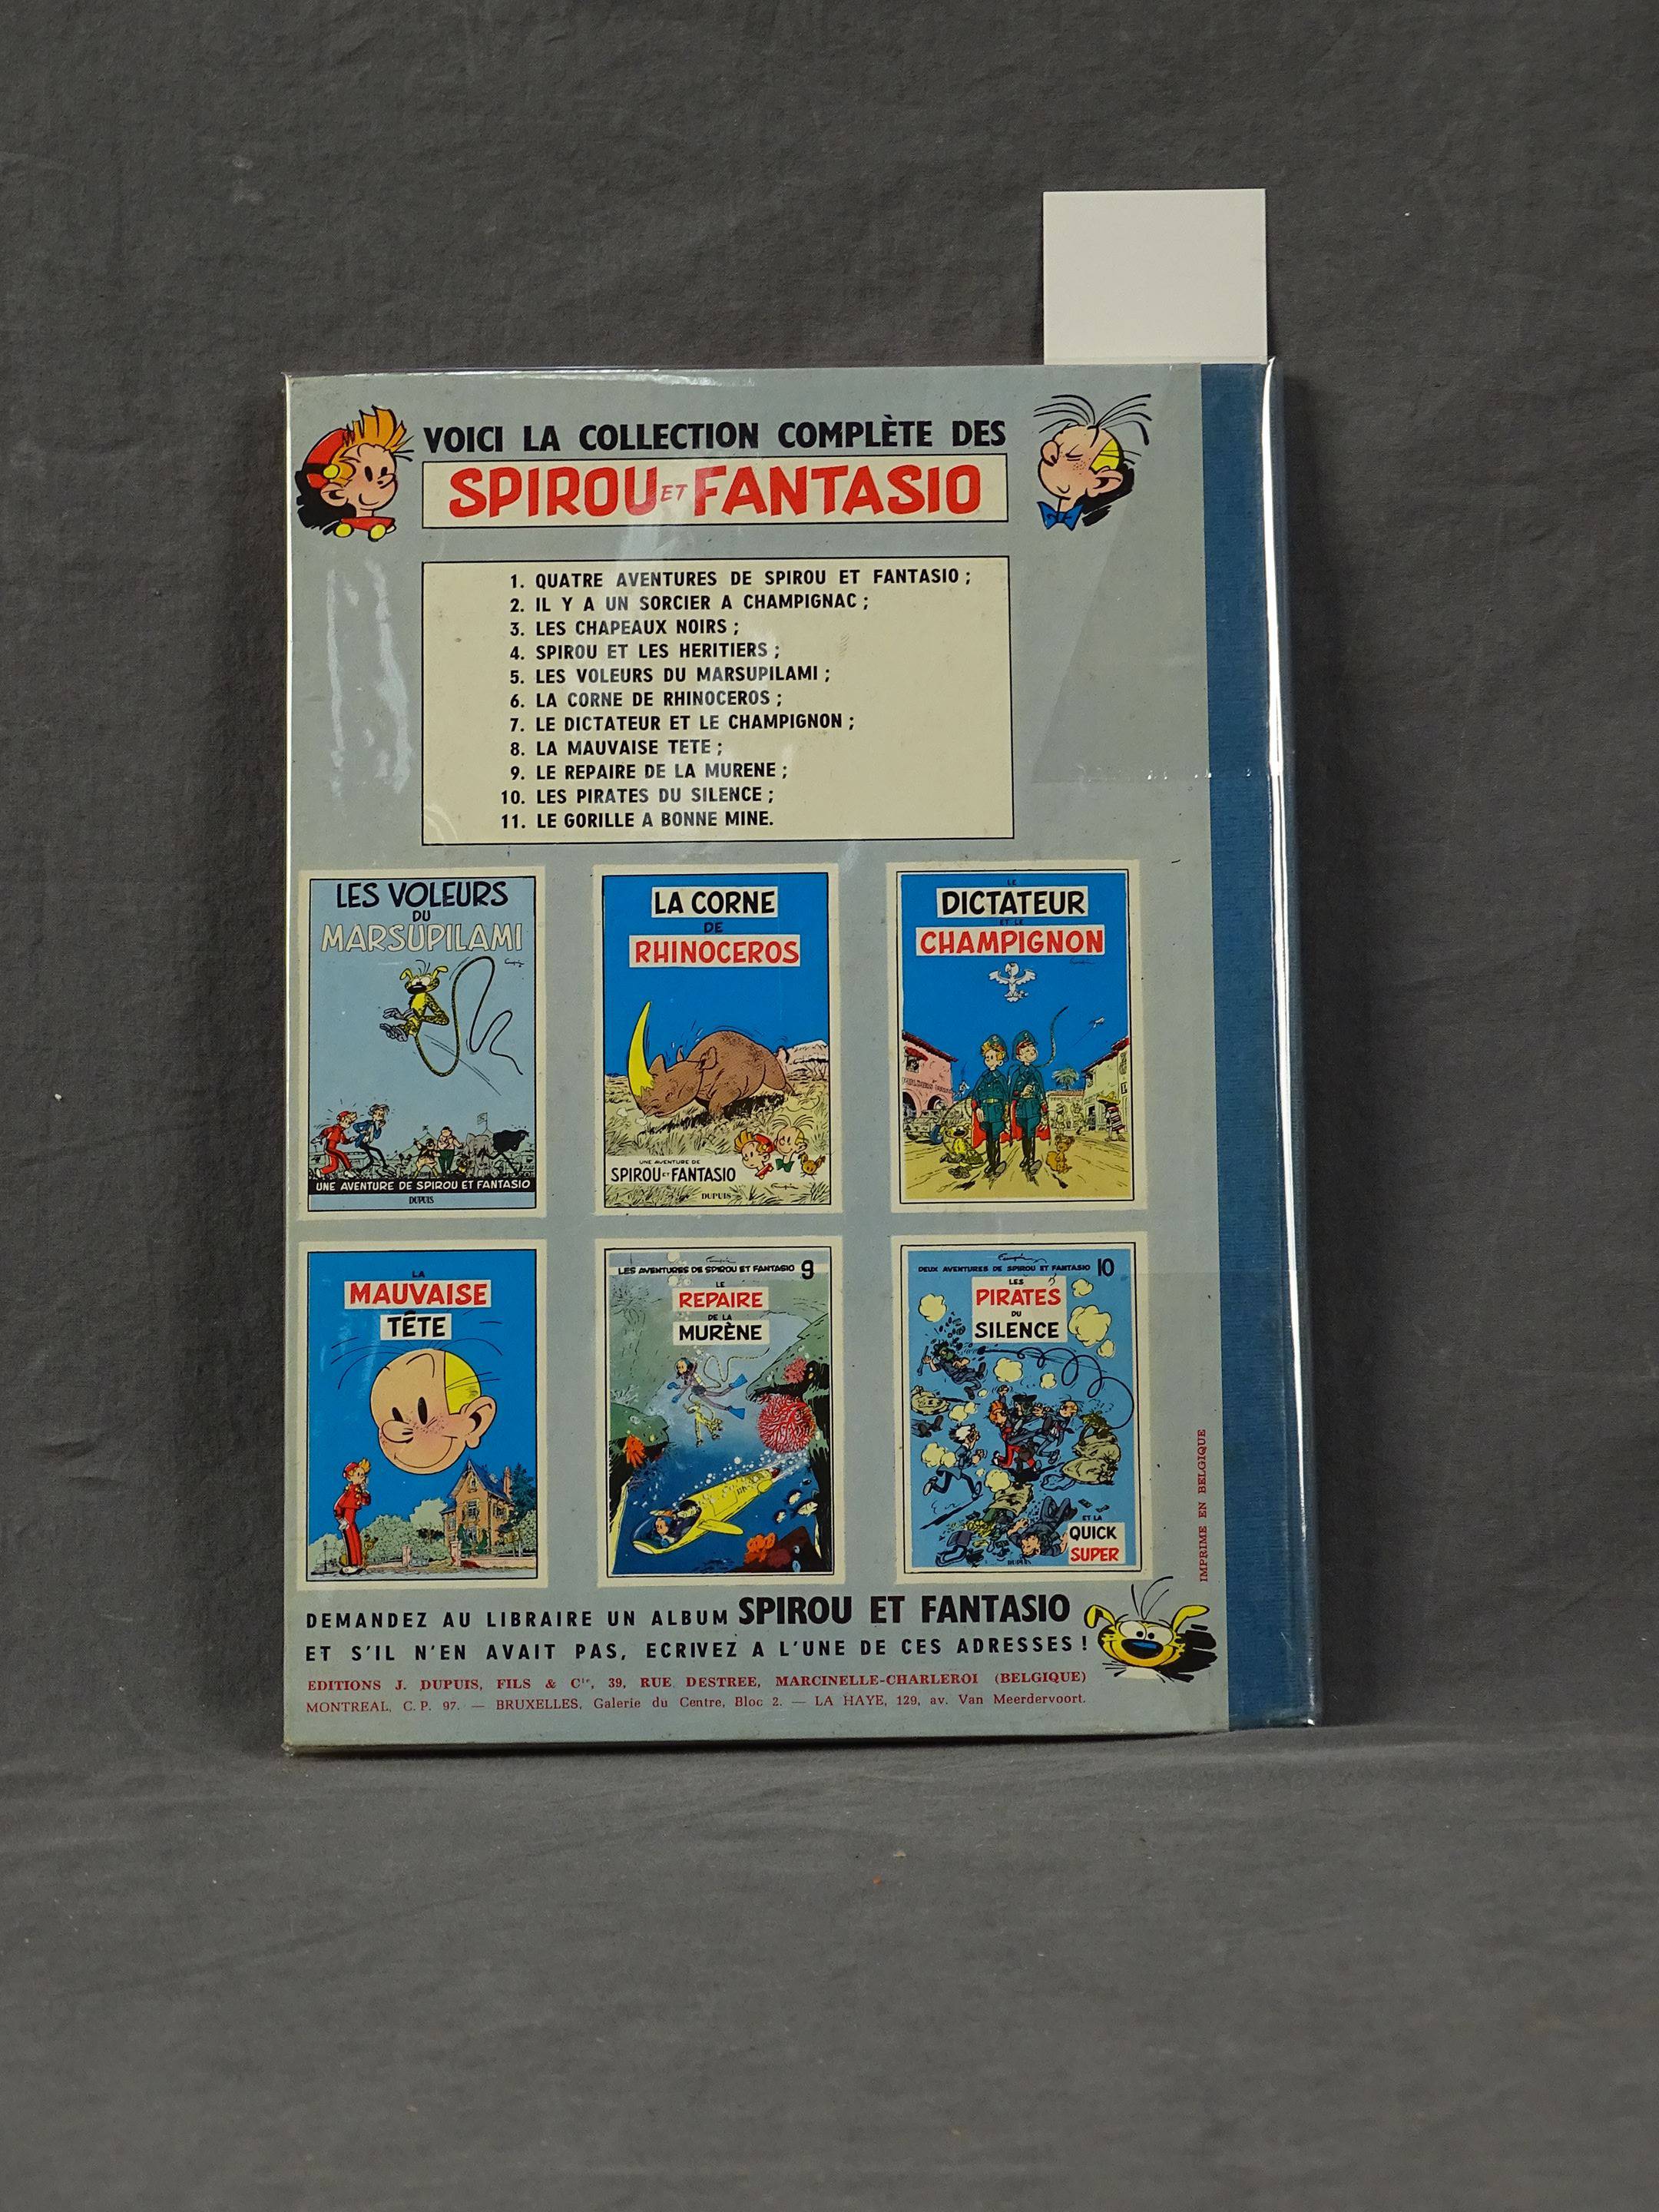 VOICI LA COLLECTION COMPLÈTE DES
SPIROU ET FANTASIO
1. QUATRE AVENTURES DE SPIROU ET FANTASIO ;
2. IL Y A UN SORCIER A CHAMPIGNAC ;
3. LES CHAPEAUX NOIRS ;
4. SPIROU ET LES HERITIERS ;
5. LES VOLEURS DU MARSUPILAMI ;
6. LA CORNE DE RHINOCEROS ;
7. LE DICTATEUR ET LE CHAMPIGNON ;
8. LA MAUVAISE TETE ;
9. LE REPAIRE DE LA MURENE ;
10. LES PIRATES DU SILENCE ;
11. LE GORILLE A BONNE MINE.
LES VOLEURS
DU
MARSUPILAMI
UNE AVENTURE DE SPIROU ET FANTASIO
DUPUIS
LA CORNE
DE
RHINOCEROS
UNE AVENTURE DE
SPIROU ET FANTASIO
DUPUIS
LE
DICTATEUR
ET LE
CHAMPIGNON
LA
MAUVAISE
TÊTE
LES AVENTURES DE SPIROU ET FANTASIO 9
LE
REPAIRE
DE LA
MURÈNE
DEUX AVENTURES DE SPIROU ET FANTASIO 10
LES
PIRATES
DU
SILENCE
ET LA
QUICK
SUPER
DUPUIS
IMPRIME EN BELGIQUE
DEMANDEZ AU LIBRAIRE UN ALBUM SPIROU ET FANTASIO
ET S'IL N'EN AVAIT PAS, ECRIVEZ A L'UNE DE CES ADRESSES !
EDITIONS J. DUPUIS, FILS & Cie, 39, RUE DESTREE, MARCINELLE-CHARLEROI (BELGIQUE)
MONTREAL, C. P. 97. — BRUXELLES, Galerie du Centre, Bloc 2. — LA HAYE, 129, av. Van Meerdervoort.